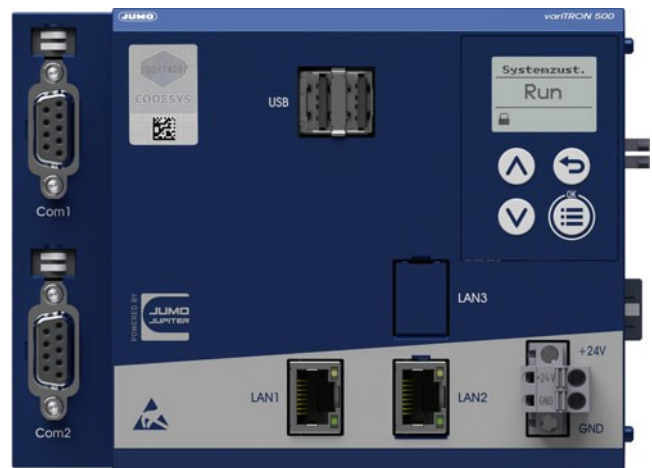 JUMO
variTRON 500
CODESYS
USB
Systemzust.
Run
OK
Com1
LAN3
POWERED BY
JUMO
JUPITER
+24V
LAN1
LAN2
+24V
GND
GND
Com2